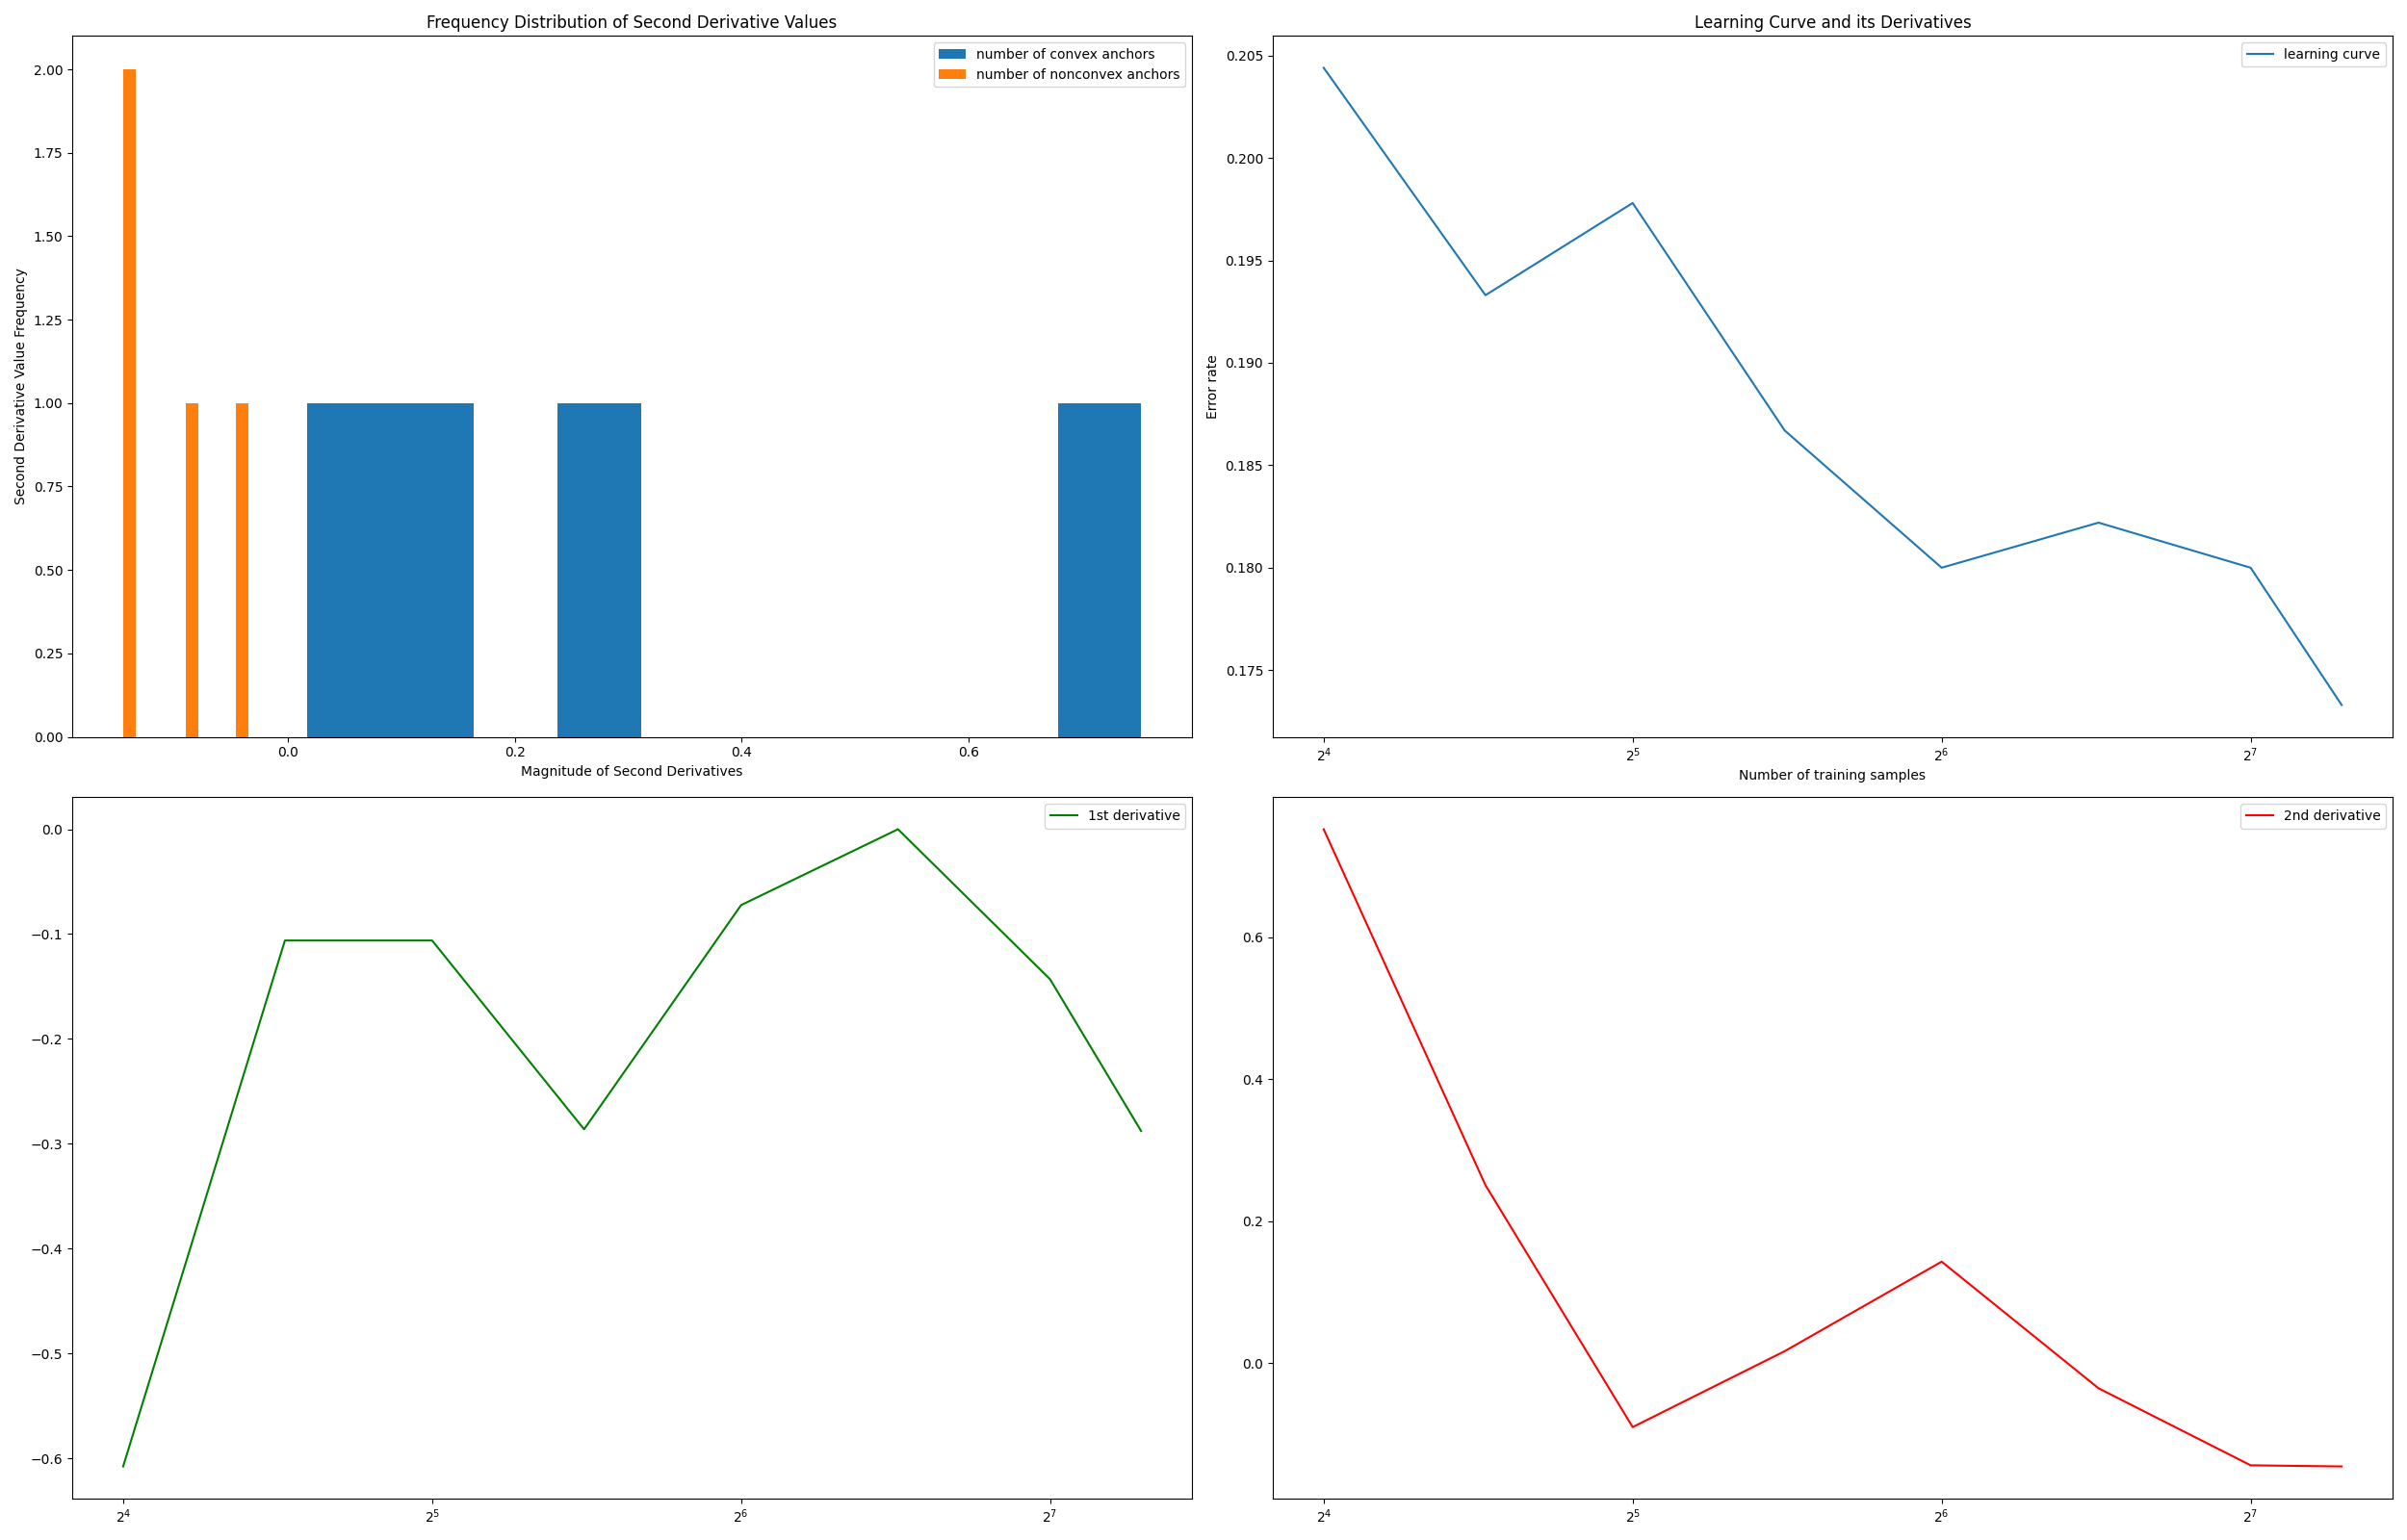 Frequency Distribution of Second Derivative Values
number of convex anchors
number of nonconvex anchors
2.00
1.75
1.50
1.25
1.00
0.75
0.50
0.25
0.00
Second Derivative Value Frequency
0.0 0.2 0.4 0.6
Magnitude of Second Derivatives
Learning Curve and its Derivatives
learning curve
0.205
0.200
0.195
0.190
0.185
0.180
0.175
Error rate
2⁴ 2⁵ 2⁶ 2⁷
Number of training samples
1st derivative
0.0
−0.1
−0.2
−0.3
−0.4
−0.5
−0.6
2⁴ 2⁵ 2⁶ 2⁷
2nd derivative
0.6
0.4
0.2
0.0
2⁴ 2⁵ 2⁶ 2⁷